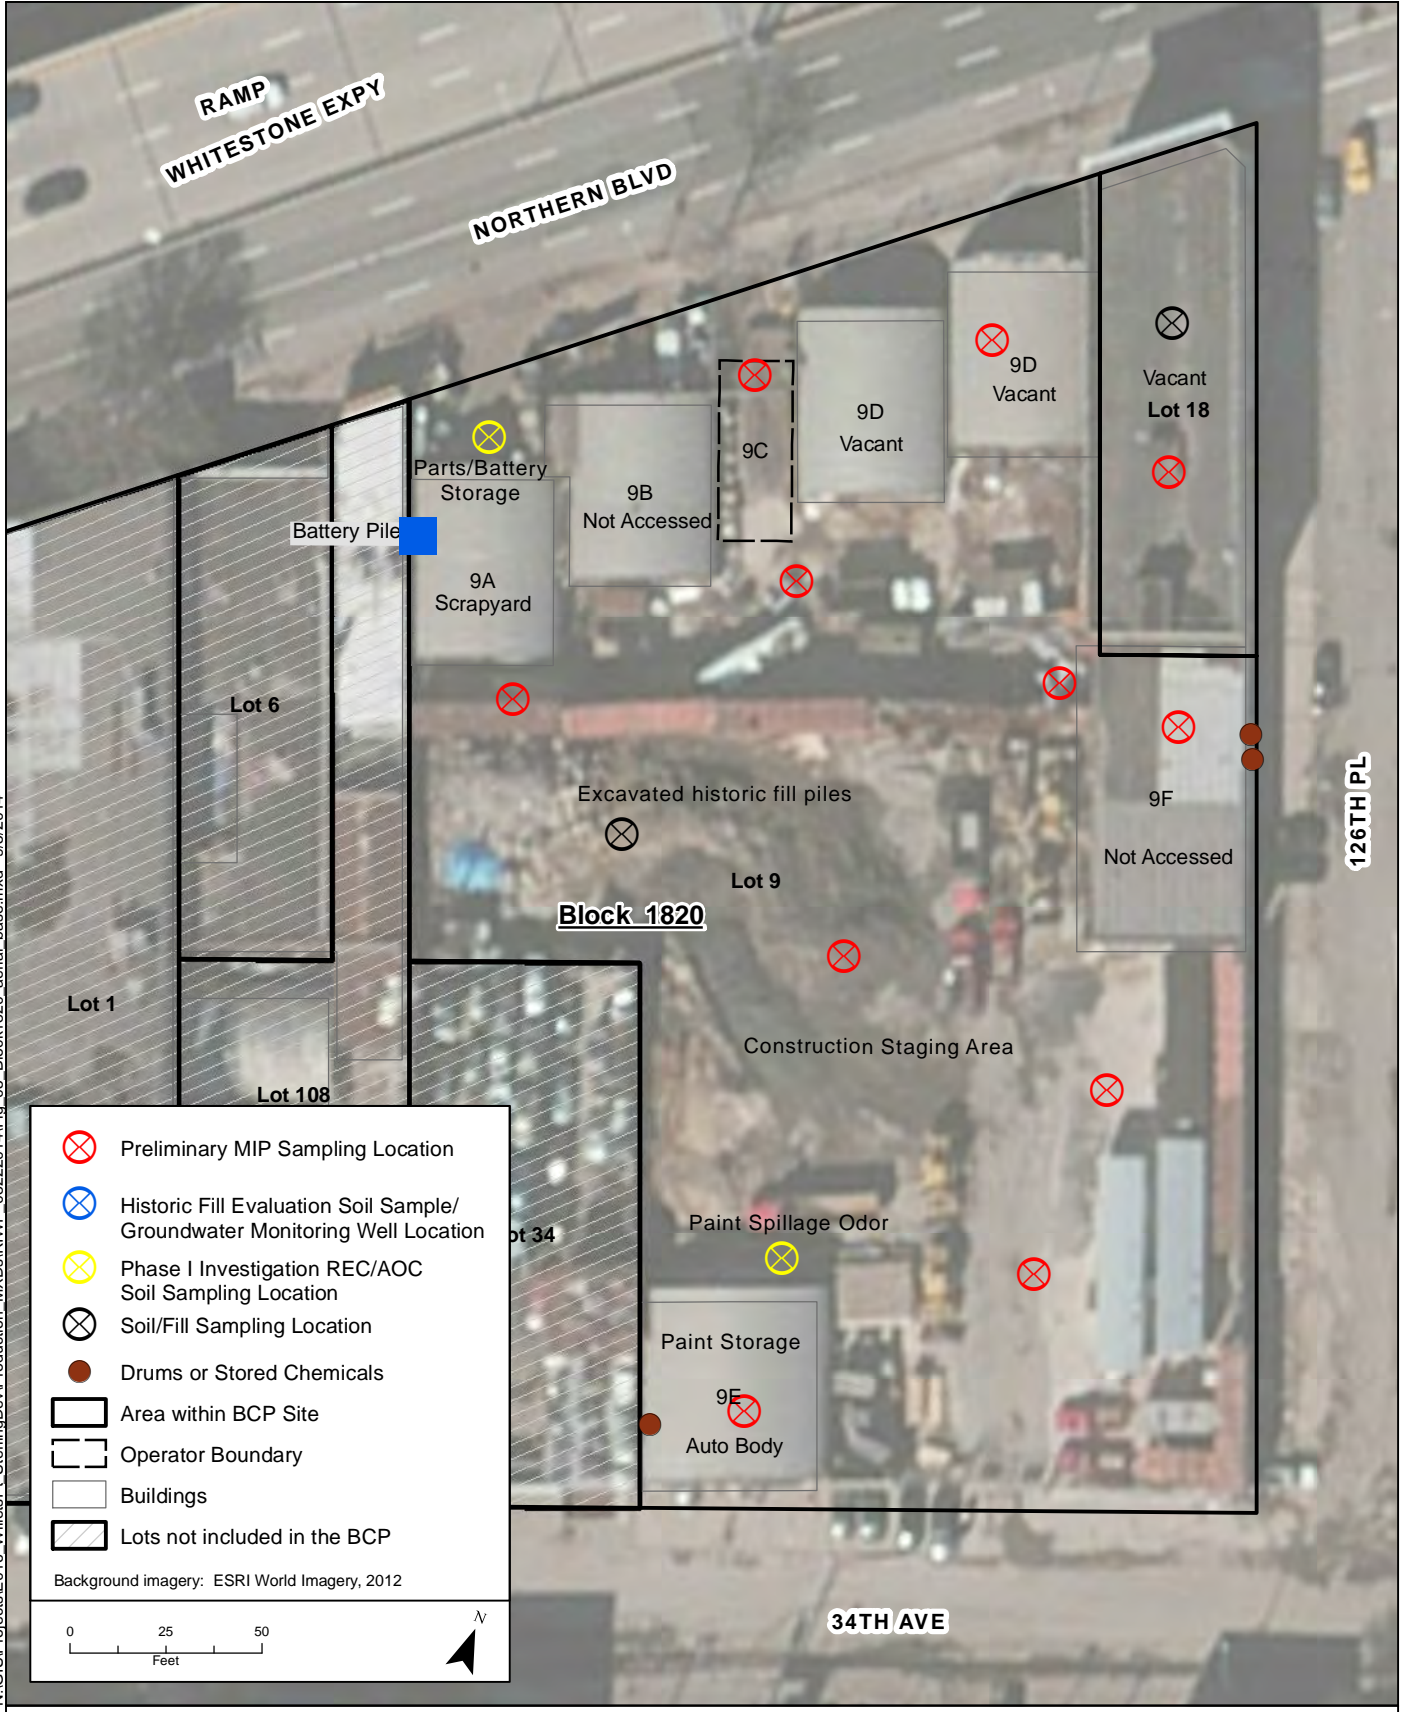 RAMP
WHITESTONE EXPY
NORTHERN BLVD
9D
Vacant
Vacant
Lot 18
9D
Vacant
9C
Parts/Battery
Storage
9B
Not Accessed
Battery Pile
9A
Scrapyard
Lot 6
Excavated historic fill piles
9F
Not Accessed
126TH PL
Lot 9
Block 1820
Lot 1
Construction Staging Area
Lot 108
ot 34
Paint Spillage Odor
Paint Storage
9E
Auto Body
Preliminary MIP Sampling Location
Historic Fill Evaluation Soil Sample/
Groundwater Monitoring Well Location
Phase I Investigation REC/AOC
Soil Sampling Location
Soil/Fill Sampling Location
Drums or Stored Chemicals
Area within BCP Site
Operator Boundary
Buildings
Lots not included in the BCP
Background imagery: ESRI World Imagery, 2012
N
0 25 50
Feet
34TH AVE